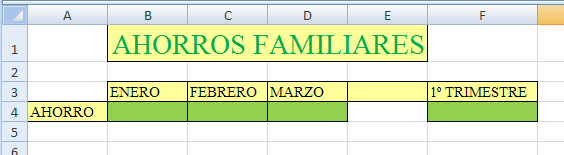 A B C D E F
1 AHORROS FAMILIARES
2
3 ENERO FEBRERO MARZO 1º TRIMESTRE
4 AHORRO
5
6